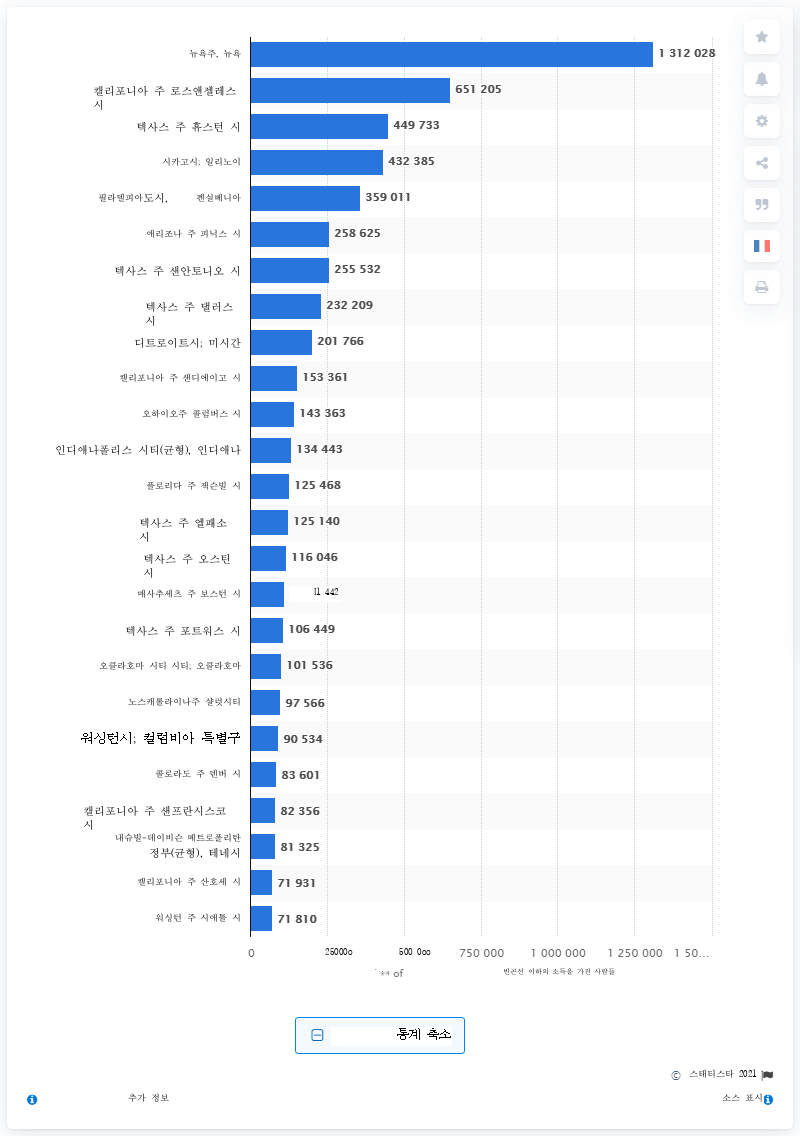 뉴욕주, 뉴욕
1 312 028
캘리포니아 주 로스앤젤레스
시
651 205
텍사스 주 휴스턴 시
449 733
시카고시; 일리노이
432 385
필라델피아도시, 펜실베니아
359 011
애리조나 주 피닉스 시
258 625
텍사스 주 샌안토니오 시
255 532
텍사스 주 댈러스
시
232 209
디트로이트시; 미시간
201 766
캘리포니아 주 샌디에이고 시
153 361
오하이오주 콜럼버스 시
143 363
인디애나폴리스 시티(균형), 인디애나
134 443
플로리다 주 잭슨빌 시
125 468
텍사스 주 엘패소
시
125 140
텍사스 주 오스틴
시
116 046
매사추세츠 주 보스턴 시
11 442
텍사스 주 포트워스 시
106 449
오클라호마 시티 시티; 오클라호마
101 536
노스캐롤라이나주 샬럿시티
97 566
워싱턴시; 컬럼비아 특별구
90 534
콜로라도 주 덴버 시
83 601
캘리포니아 주 샌프란시스코
시
82 356
내슈빌-데이비슨 메트로폴리탄
정부(균형), 테네시
81 325
캘리포니아 주 산호세 시
71 931
워싱턴 주 시애틀 시
71 810
0 25000o 500 0oo 750 000 1 000 000 1 250 000 1 50…
of 빈곤선 이하의 소득을 가진 사람들
통계 축소
© 스태티스타 2021
추가 정보 소스 표시